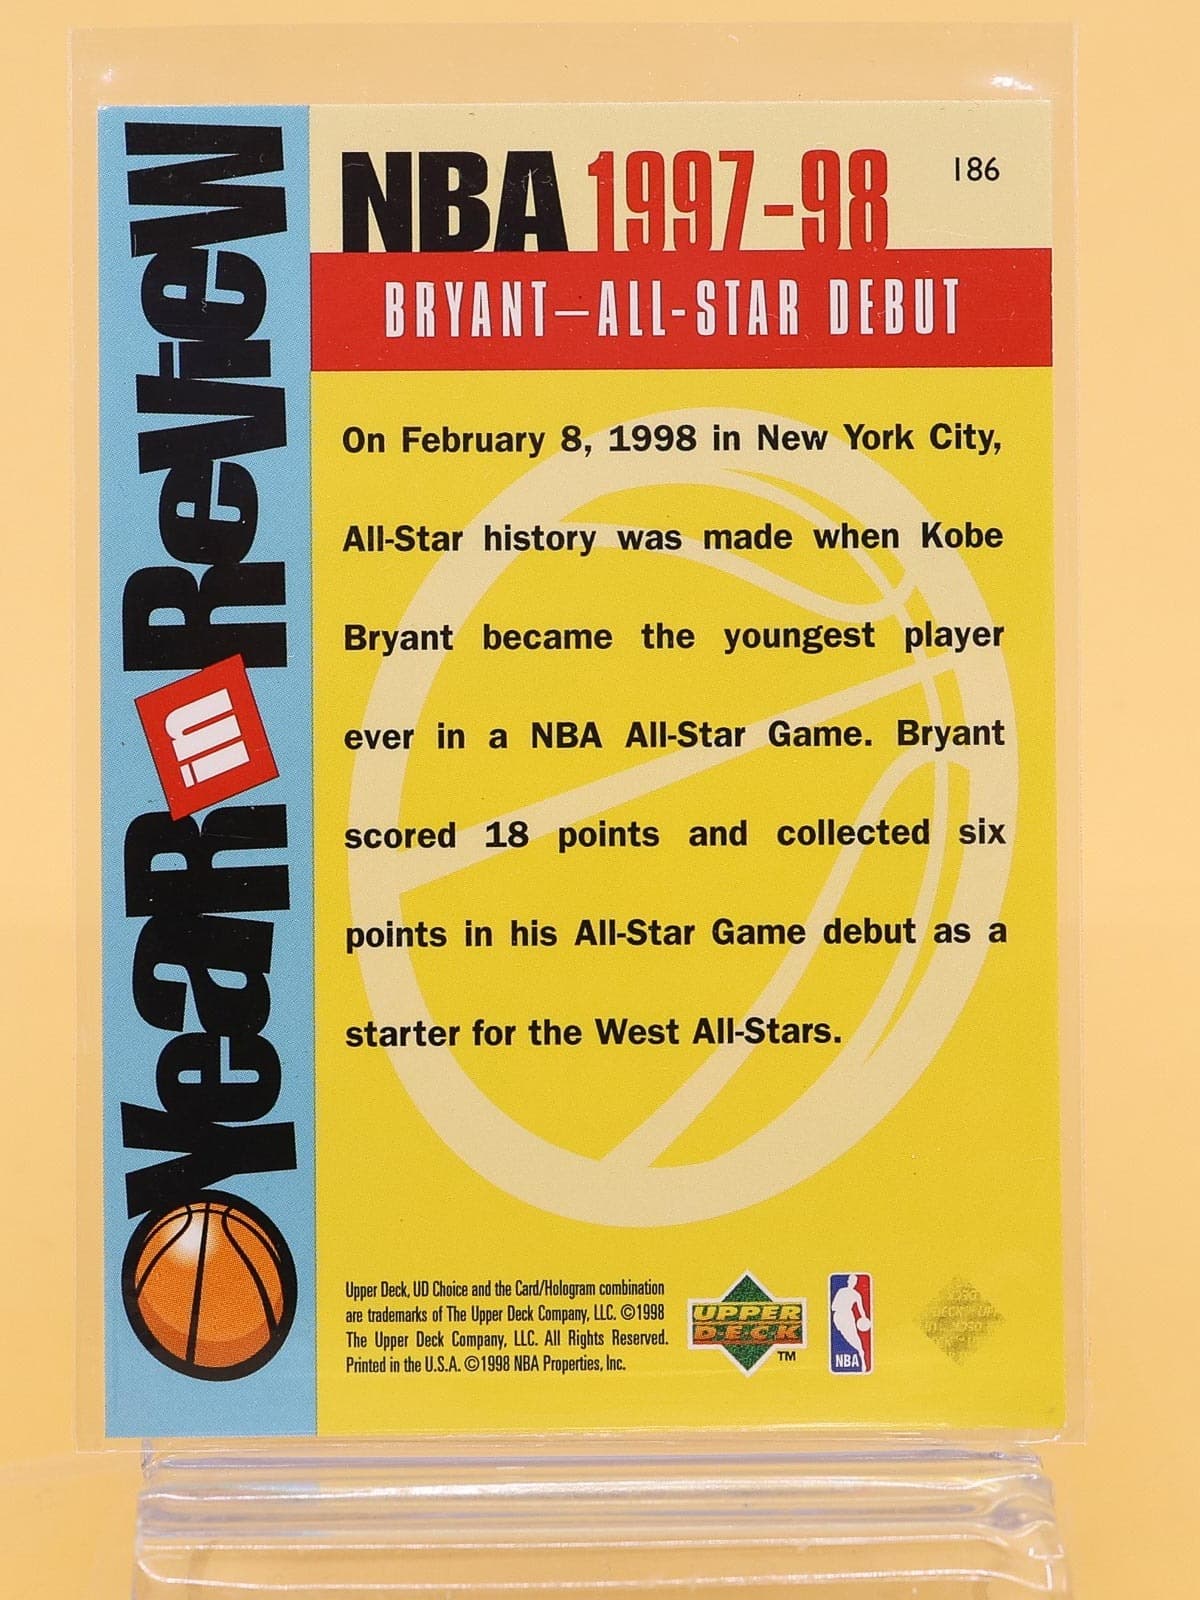 YeaR in ReVieW
NBA 1997-98
186
BRYANT—ALL-STAR DEBUT
On February 8, 1998 in New York City,
All-Star history was made when Kobe
Bryant became the youngest player
ever in a NBA All-Star Game. Bryant
scored 18 points and collected six
points in his All-Star Game debut as a
starter for the West All-Stars.
Upper Deck, UD Choice and the Card/Hologram combination
are trademarks of The Upper Deck Company, LLC. ©1998
The Upper Deck Company, LLC. All Rights Reserved.
Printed in the U.S.A. ©1998 NBA Properties, Inc.
UPPER
DECK
TM
NBA